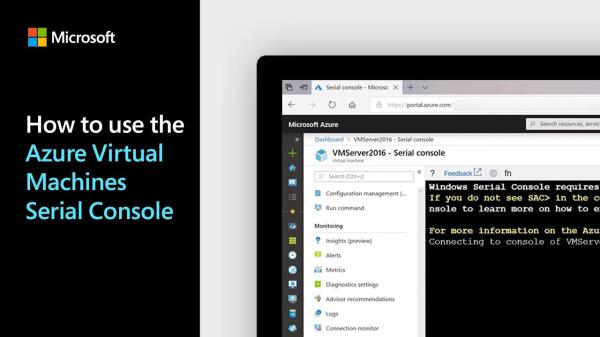 Microsoft
How to use the
Azure Virtual
Machines
Serial Console
Serial console - Microsc
https://portal.azure.com/
Microsoft Azure
Search resources, servic
Dashboard > VMServer2016 - Serial console
VMServer2016 - Serial console
Virtual machine
Search (Ctrl+/)
Feedback
Configuration management (...
Run command
Monitoring
Insights (preview)
Alerts
Metrics
Diagnostics settings
Advisor recommendations
Logs
Connection monitor
Windows Serial Console requires
If you do not see SAC> in the co
nsole to learn more on how to e
For more information on the Azu
Connecting to console of VMServe